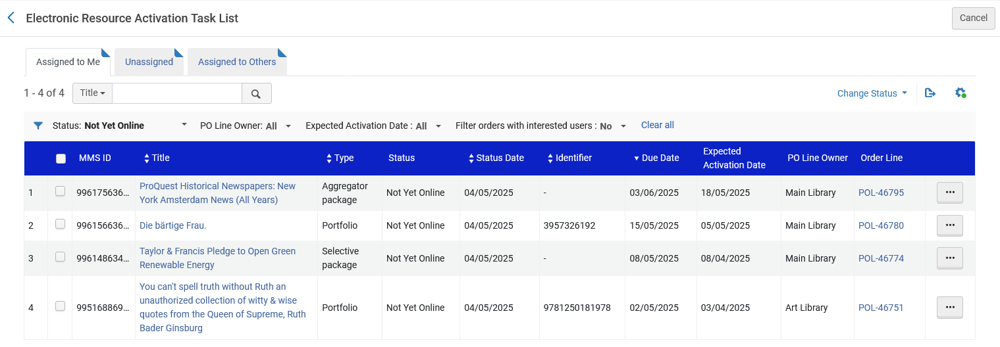 Electronic Resource Activation Task List
Cancel
Assigned to Me
Unassigned
Assigned to Others
1 - 4 of 4
Title
Change Status
Status: Not Yet Online
PO Line Owner: All
Expected Activation Date : All
Filter orders with interested users : No
Clear all
MMS ID Title Type Status Status Date Identifier Due Date Expected Activation Date PO Line Owner Order Line
1 996175636... ProQuest Historical Newspapers: New York Amsterdam News (All Years) Aggregator package Not Yet Online 04/05/2025 - 03/06/2025 18/05/2025 Main Library POL-46795
2 996156636... Die bärtige Frau. Portfolio Not Yet Online 04/05/2025 3957326192 15/05/2025 05/05/2025 Main Library POL-46780
3 996148634... Taylor & Francis Pledge to Open Green Renewable Energy Selective package Not Yet Online 04/05/2025 - 08/05/2025 08/04/2025 Main Library POL-46774
4 995168869... You can't spell truth without Ruth an unauthorized collection of witty & wise quotes from the Queen of Supreme, Ruth Bader Ginsburg Portfolio Not Yet Online 04/05/2025 9781250181978 02/05/2025 03/04/2025 Art Library POL-46751